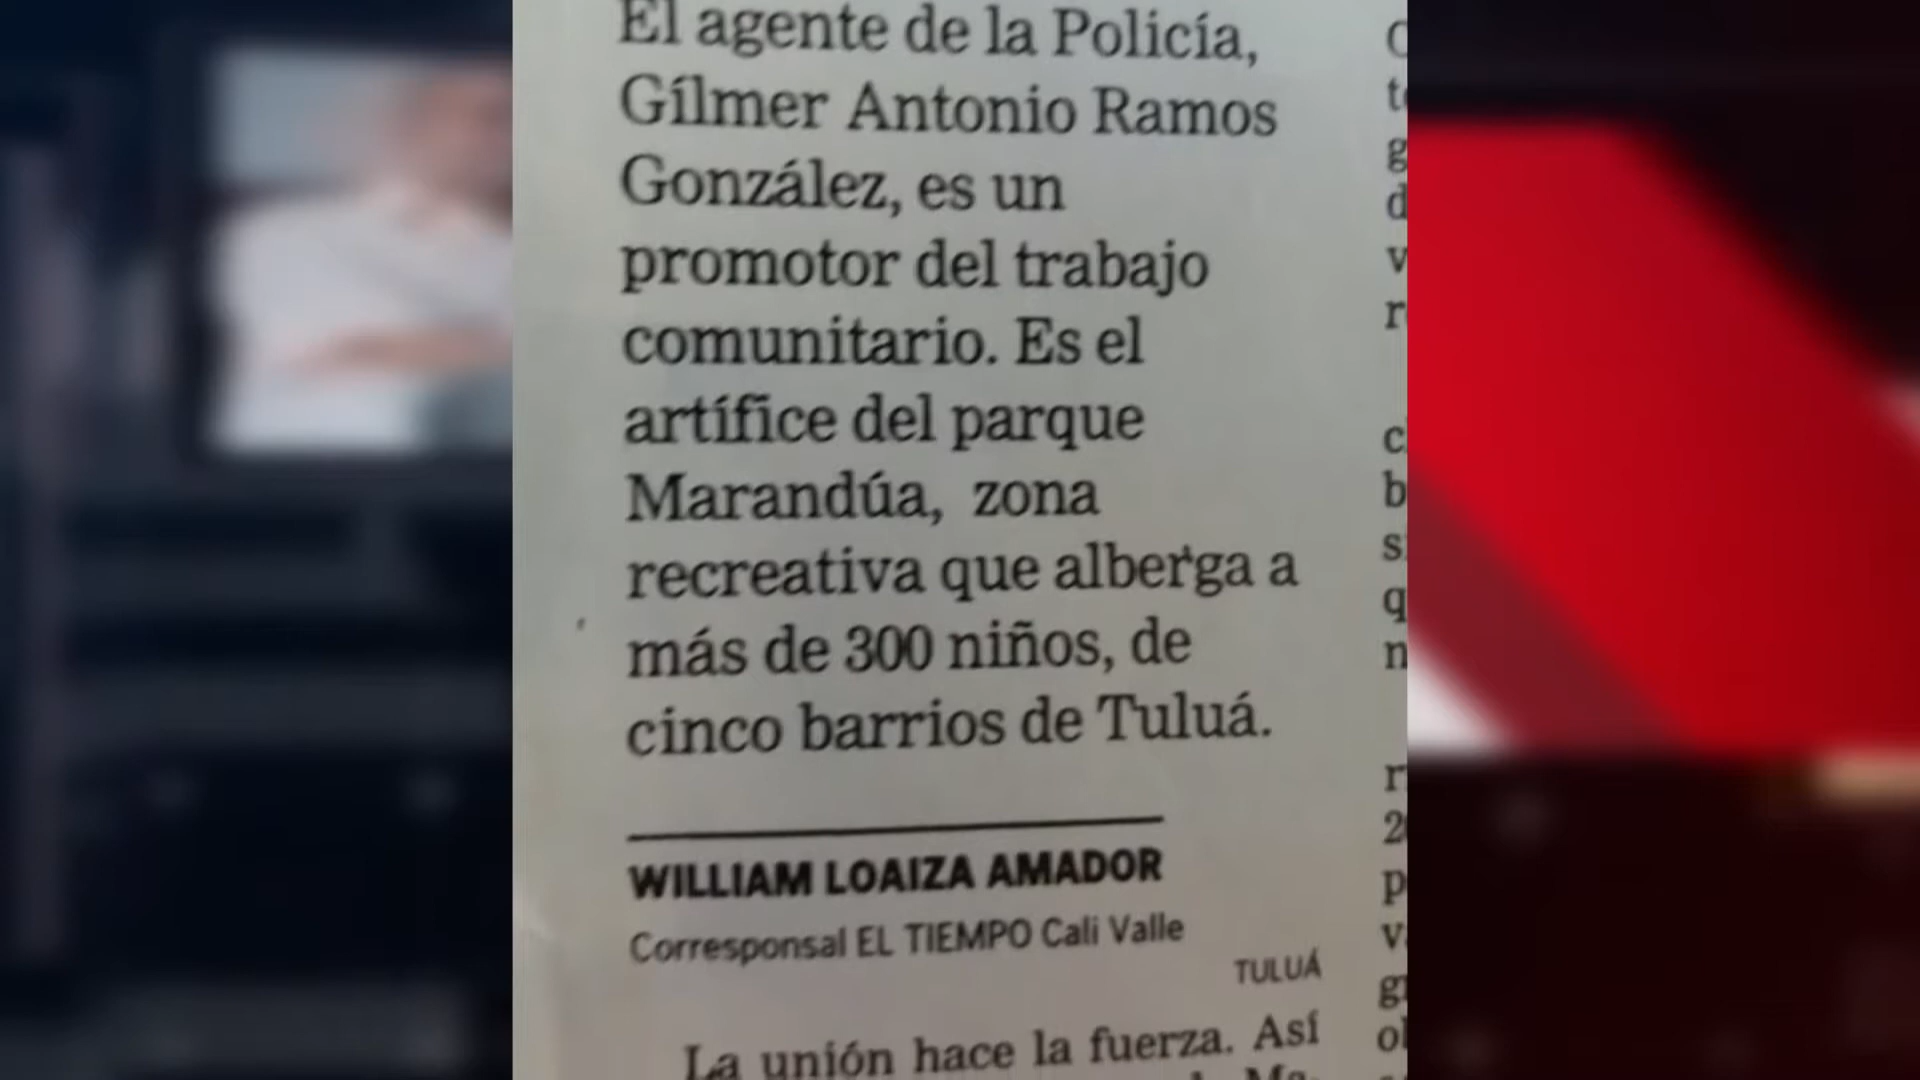 El agente de la Policía,
Gílmer Antonio Ramos
González, es un
promotor del trabajo
comunitario. Es el
artífice del parque
Marandúa, zona
recreativa que alberga a
más de 300 niños, de
cinco barrios de Tuluá.
WILLIAM LOAIZA AMADOR
Corresponsal EL TIEMPO Cali Valle
TULUÁ
La unión hace la fuerza. Así